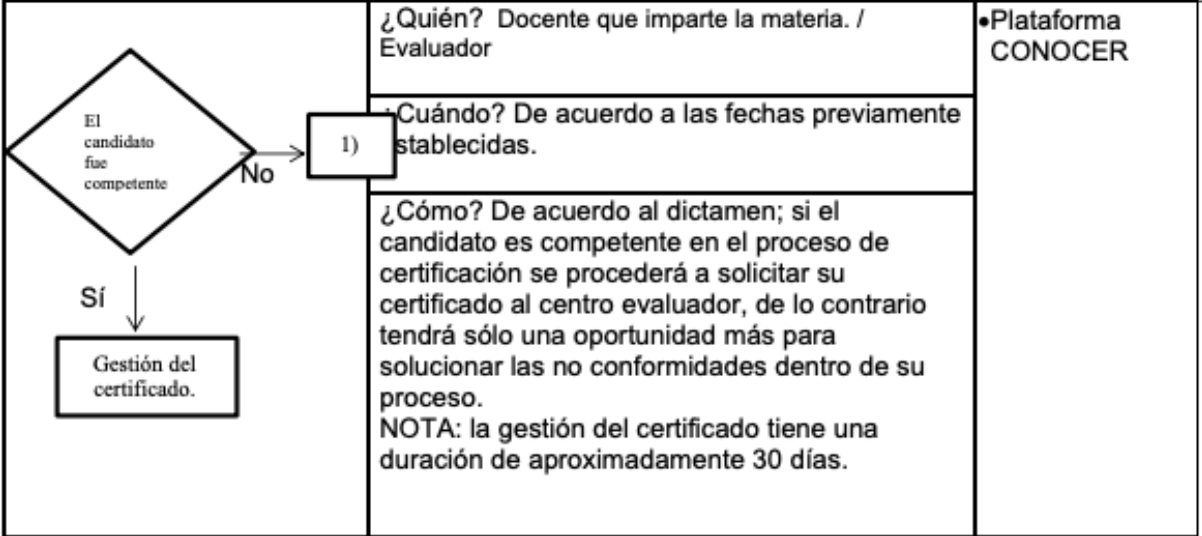 El
candidato
fue
competente
No
1)
Sí
Gestión del
certificado.
¿Quién? Docente que imparte la materia. /
Evaluador
¿Cuándo? De acuerdo a las fechas previamente
stablecidas.
¿Cómo? De acuerdo al dictamen; si el
candidato es competente en el proceso de
certificación se procederá a solicitar su
certificado al centro evaluador, de lo contrario
tendrá sólo una oportunidad más para
solucionar las no conformidades dentro de su
proceso.
NOTA: la gestión del certificado tiene una
duración de aproximadamente 30 días.
•Plataforma
CONOCER